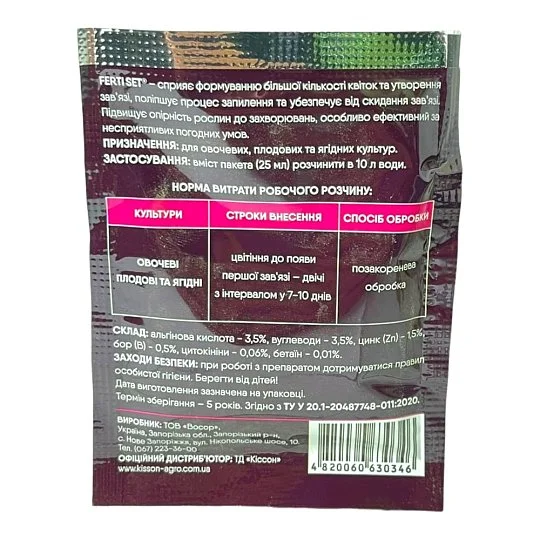 FERTI SET® – сприяє формуванню більшої кількості квіток та утворення
зав'язі, поліпшує процес запилення та убезпечує від скидання зав'язі.
Підвищує опірність рослин до захворювань, особливо ефективний за
несприятливих погодних умов.
ПРИЗНАЧЕННЯ: для овочевих, плодових та ягідних культур.
ЗАСТОСУВАННЯ: вміст пакета (25 мл) розчинити в 10 л води.
НОРМА ВИТРАТИ РОБОЧОГО РОЗЧИНУ:
КУЛЬТУРИ СТРОКИ ВНЕСЕННЯ СПОСІБ ОБРОБКИ
ОВОЧЕВІ
ПЛОДОВІ ТА ЯГІДНІ
цвітіння до появи
першої зав'язі – двічі
з інтервалом у 7-10 днів
позакоренева
обробка
СКЛАД: альгінова кислота – 3,5%, вуглеводи – 3,5%, цинк (Zn) – 1,5%,
бор (В) – 0,5%, цитокініни – 0,06%, бетаїн – 0,01%.
ЗАХОДИ БЕЗПЕКИ: при роботі з препаратом дотримуватися правил
особистої гігієни. Берегти від дітей!
Дата виготовлення зазначено на упаковці.
Термін зберігання – 5 років. Згідно з ТУ У 20.1-20487748-011:2020.
ВИРОБНИК: ТОВ «Восор»,
Україна, Запорізька обл., Запорізький р-н,
с. Нове Запоріжжя, вул. Нікопольське шосе, 10.
Тел. (067) 223-36-00
ОФІЦІЙНИЙ ДИСТРИБ'ЮТОР: ТД «Кіссон»
www.kisson-agro.com.ua
4 820060 630346